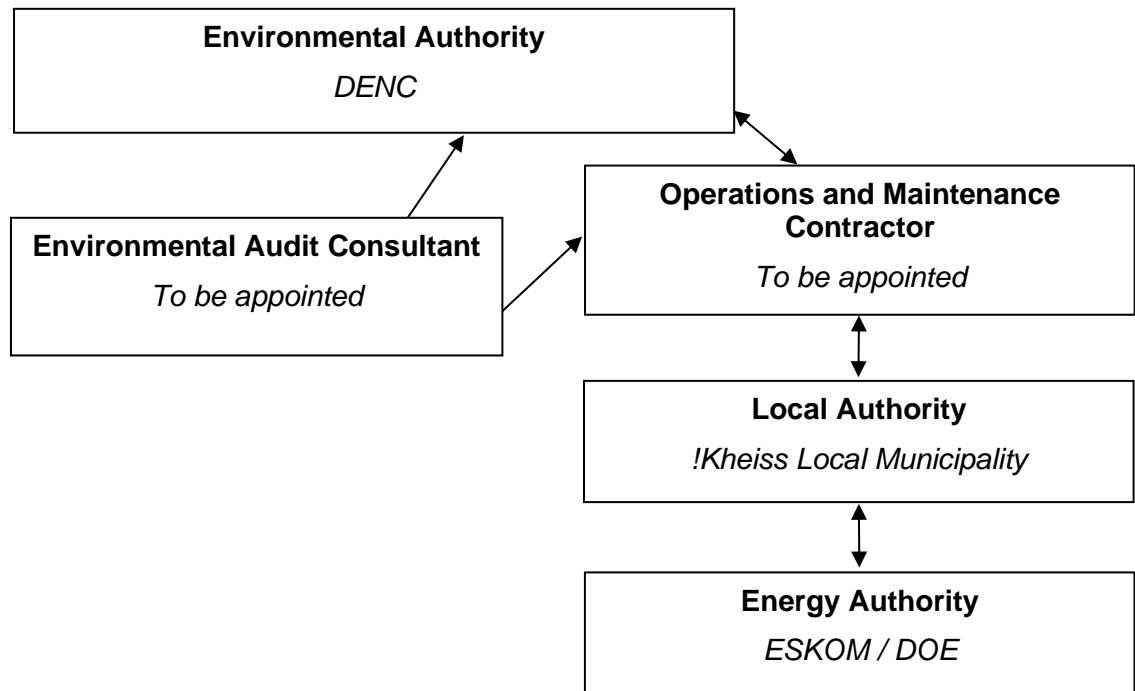 Environmental Authority
DENC
Operations and Maintenance
Contractor
To be appointed
Environmental Audit Consultant
To be appointed
Local Authority
!Kheiss Local Municipality
Energy Authority
ESKOM / DOE